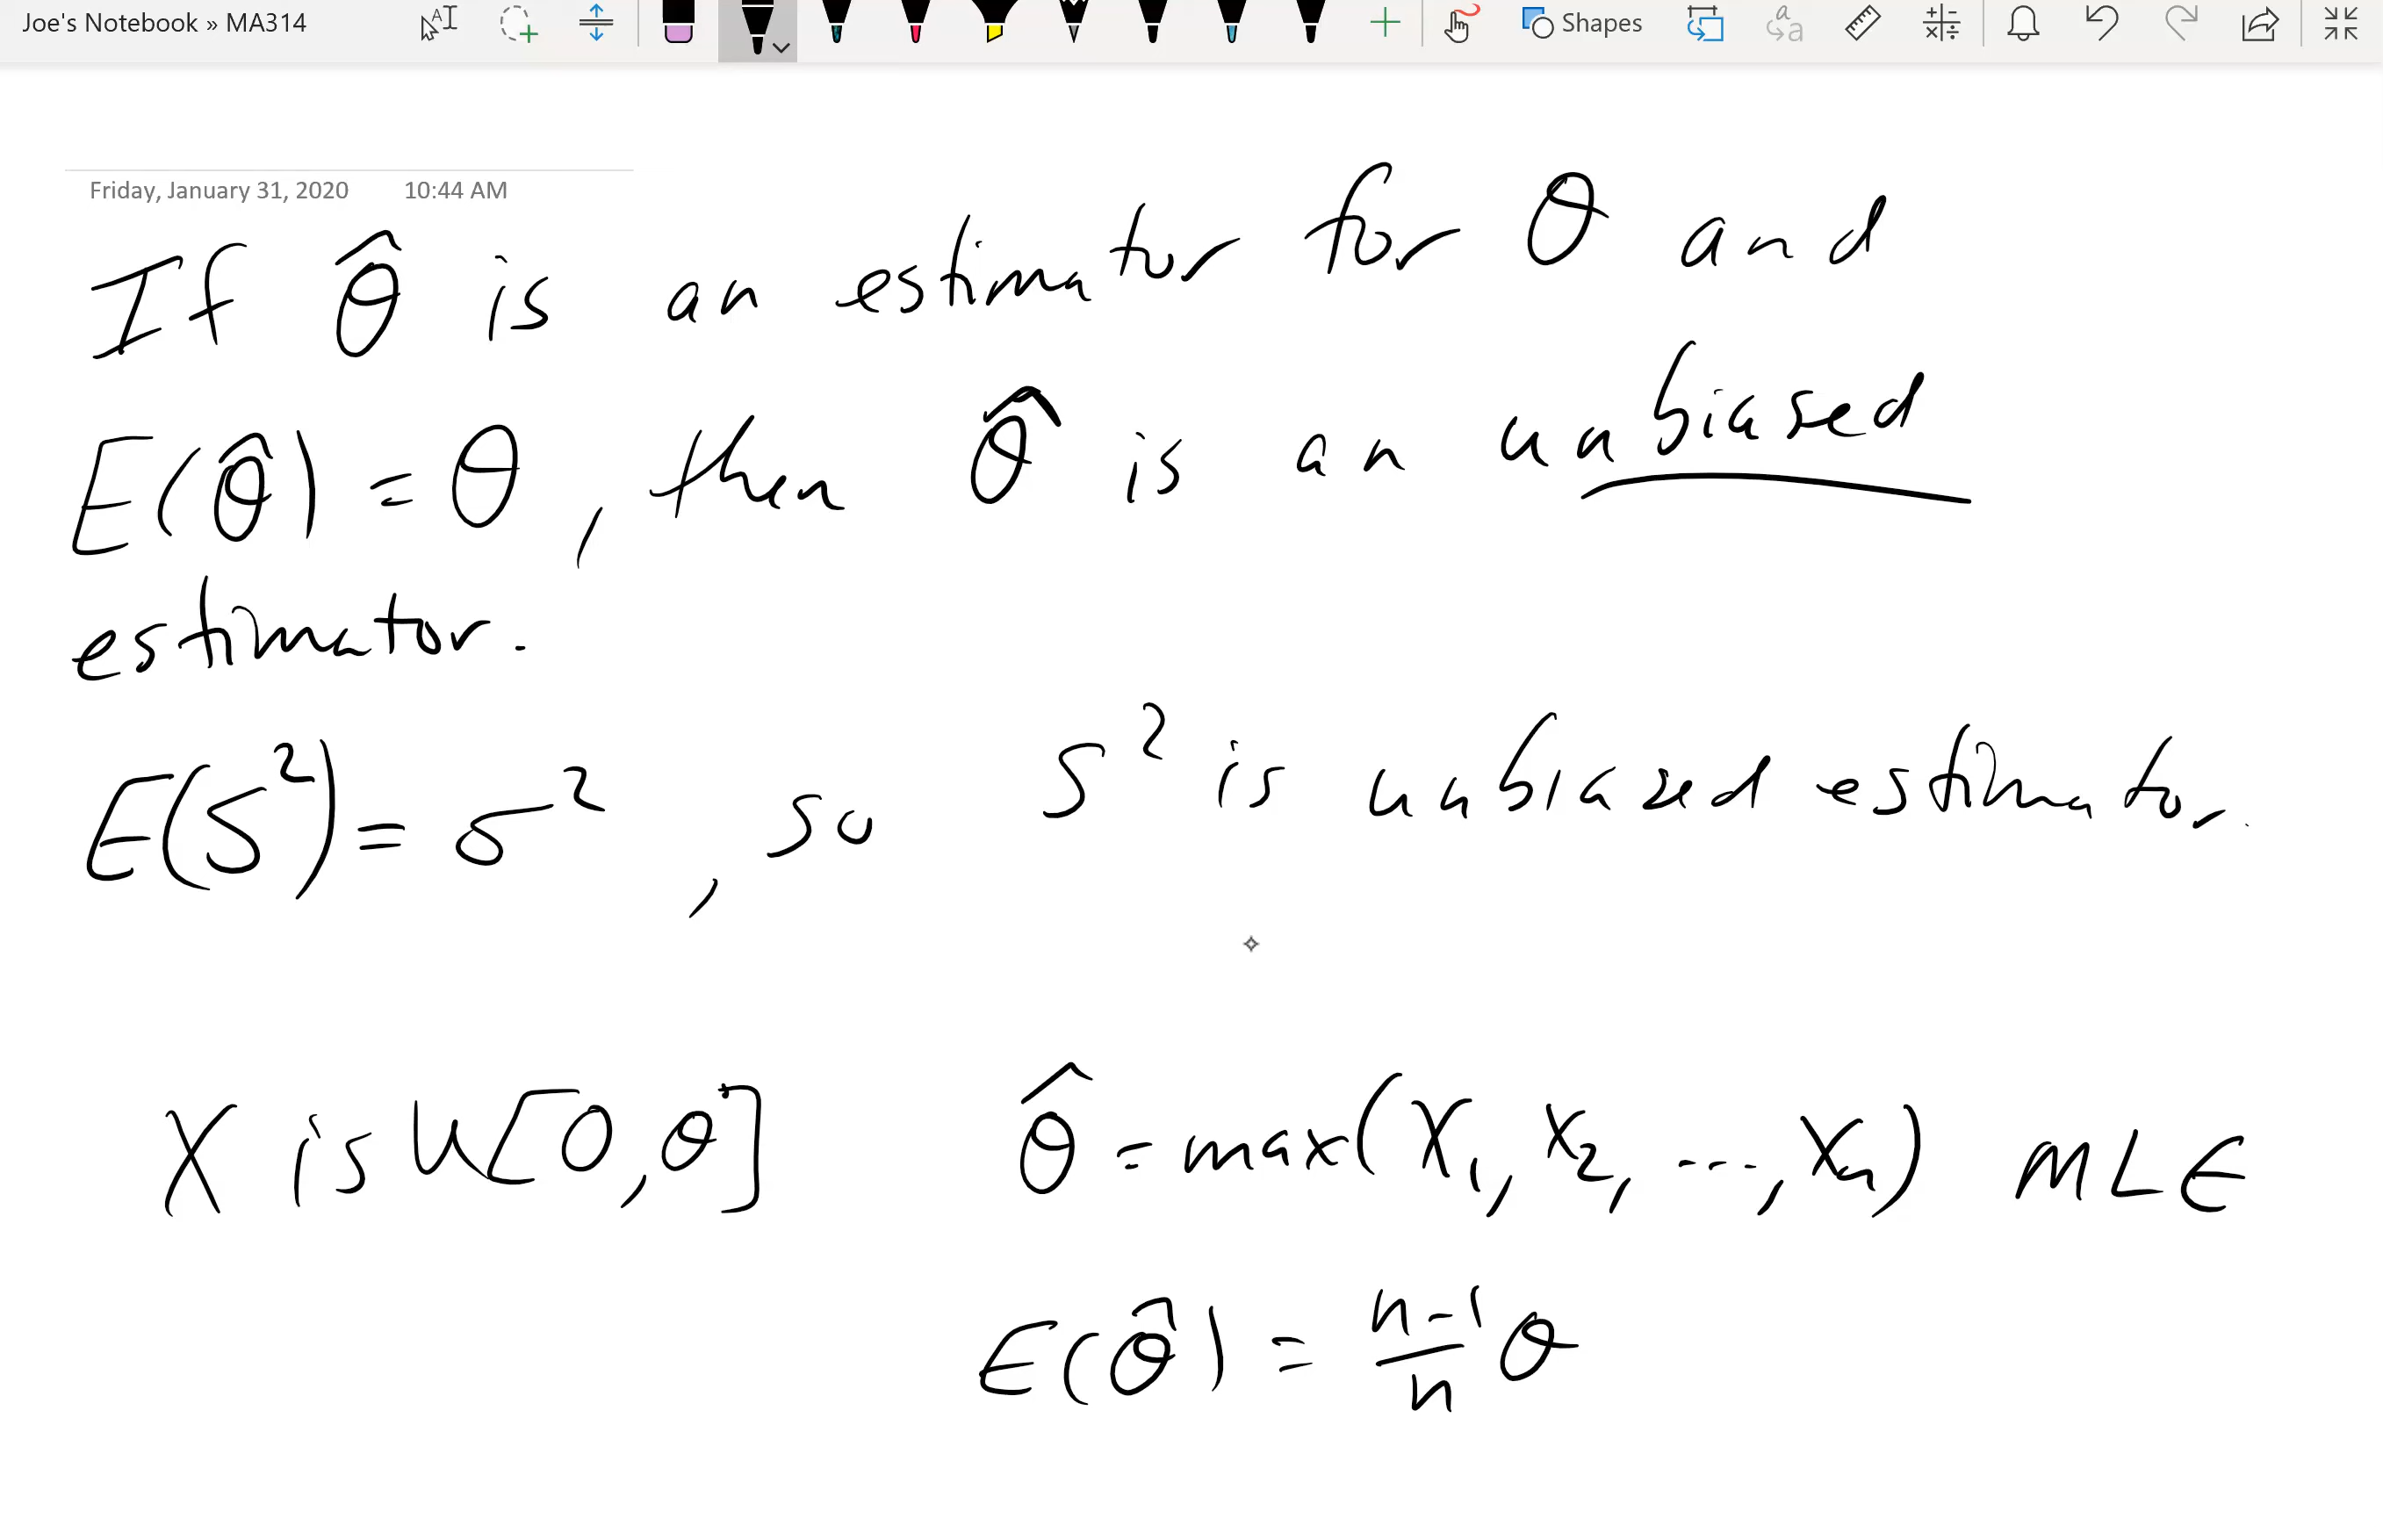 Joe's Notebook » MA314
Shapes
Friday, January 31, 2020 10:44 AM
If θ̂ is an estimator for θ and
E(θ̂) = θ, then θ̂ is an unbiased
estimator.
E(S²) = σ², so S² is unbiased estimator.
X is U[0,θ] θ̂ = max(X₁, X₂, ..., Xₙ) MLE
E(θ̂) = n-1/n θ